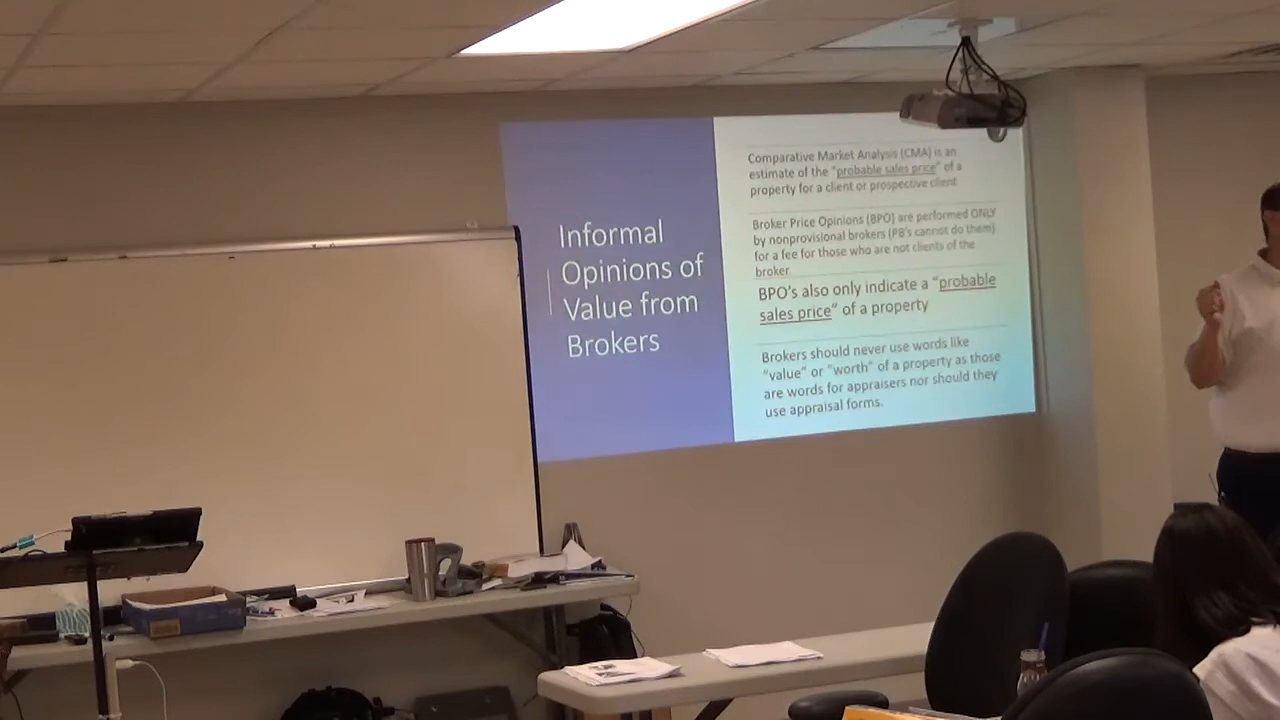 Informal
Opinions of
Value from
Brokers
Comparative Market Analysis (CMA) is an
estimate of the "probable sales price" of a
property for a client or prospective client
Broker Price Opinions (BPO) are performed ONLY
by nonprovisional brokers (PB's cannot do them)
for a fee for those who are not clients of the
broker
BPO's also only indicate a "probable
sales price" of a property
Brokers should never use words like
"value" or "worth" of a property as those
are words for appraisers nor should they
use appraisal forms.